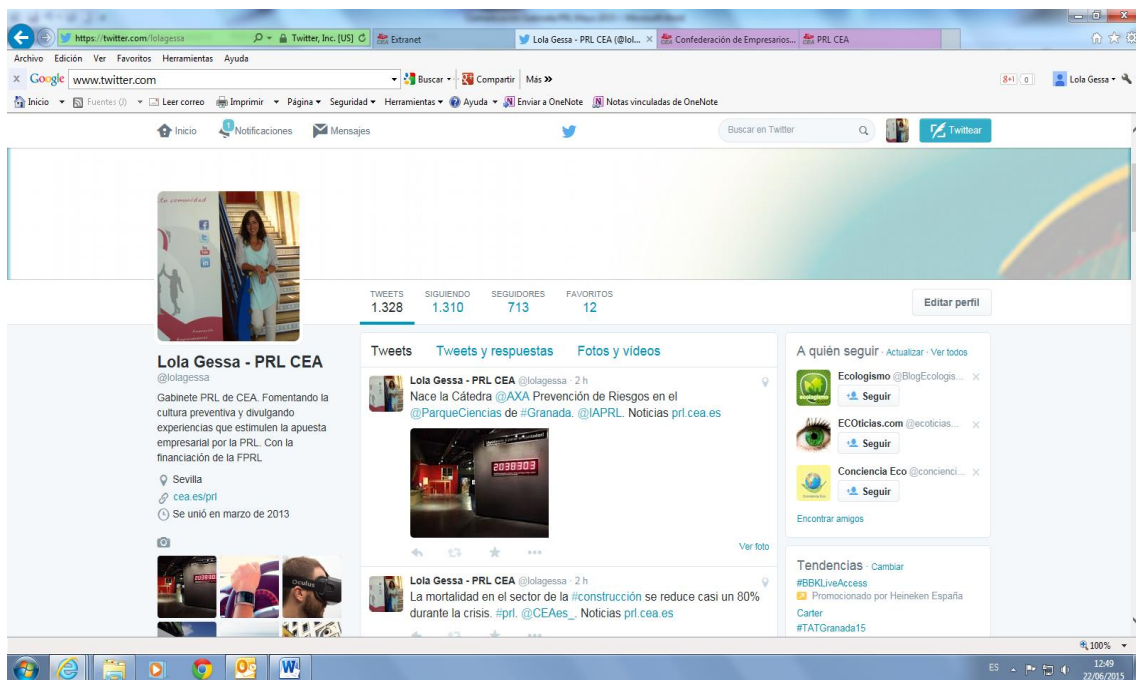 https://twitter.com/lolagessa
Twitter, Inc. [US]
Extranet
Lola Gessa - PRL CEA (@lol...
Confederación de Empresarios...
PRL CEA
Archivo Edición Ver Favoritos Herramientas Ayuda
x Google www.twitter.com
Buscar
Compartir
Más »
Lola Gessa
Inicio
Fuentes (J)
Leer correo
Imprimir
Página
Seguridad
Herramientas
Ayuda
Enviar a OneNote
Notas vinculadas de OneNote
Inicio
1
Notificaciones
Mensajes
Buscar en Twitter
Twittear
TWEETS SIGUIENDO SEGUIDORES FAVORITOS
1.328 1.310 713 12
Editar perfil
Lola Gessa - PRL CEA
@lolagessa
Gabinete PRL de CEA. Fomentando la
cultura preventiva y divulgando
experiencias que estimulen la apuesta
empresarial por la PRL. Con la
financiación de la FPRL
Sevilla
cea.es/prl
Se unió en marzo de 2013
Oculus
Tweets Tweets y respuestas Fotos y vídeos
Lola Gessa - PRL CEA @lolagessa · 2 h
Nace la Cátedra @AXA Prevención de Riesgos en el
@ParqueCiencias de #Granada. @IAPRL. Noticias prl.cea.es
2038303
Ver foto
Lola Gessa - PRL CEA @lolagessa · 2 h
La mortalidad en el sector de la #construcción se reduce casi un 80%
durante la crisis. #prl. @CEAes_. Noticias prl.cea.es
A quién seguir · Actualizar · Ver todos
Ecologismo @BlogEcologis...
Seguir
ECOticias.com @ecoticias...
Seguir
Conciencia Eco @concienci...
Seguir
Encontrar amigos
Tendencias · Cambiar
#BBKLiveAccess
Promocionado por Heineken España
Carter
#TATGranada15
100%
ES
12:49
22/06/2015